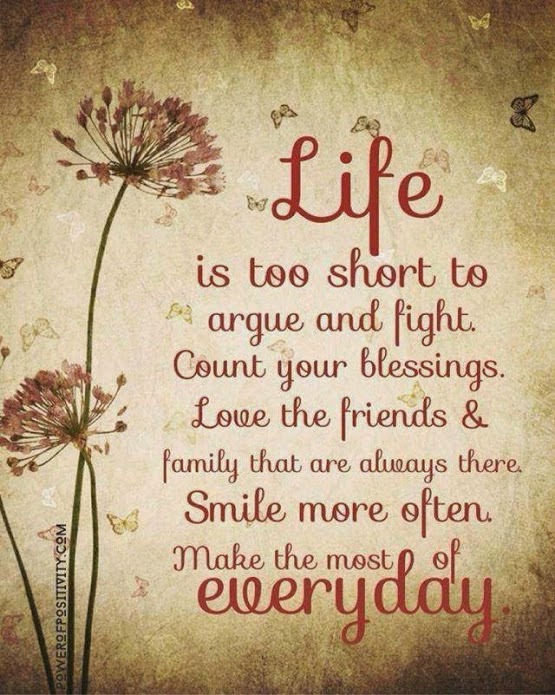 Life
is too short to
argue and fight.
Count your blessings.
Love the friends &
family that are always there.
Smile more often.
Make the most of
everyday.
POWEROFPOSITIVITY.COM